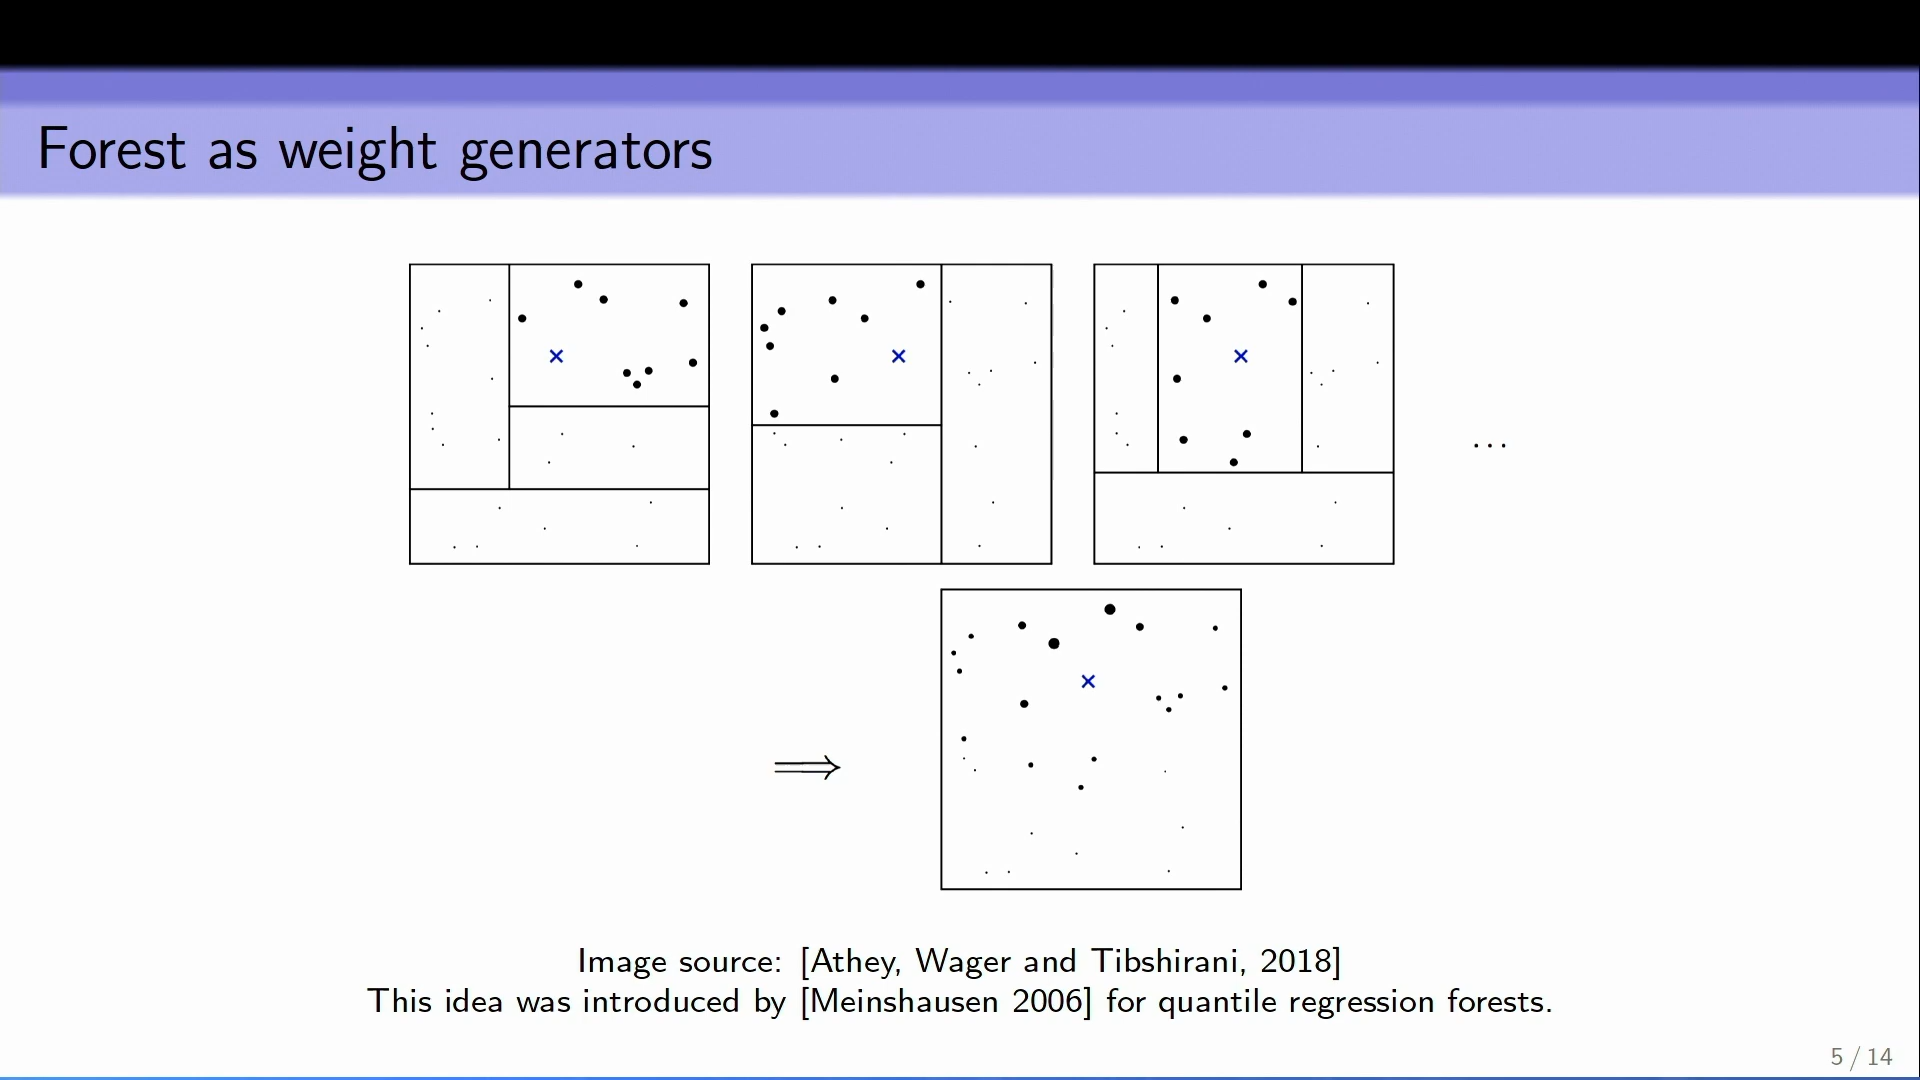 Forest as weight generators
...
Image source: [Athey, Wager and Tibshirani, 2018]
This idea was introduced by [Meinshausen 2006] for quantile regression forests.
5 / 14